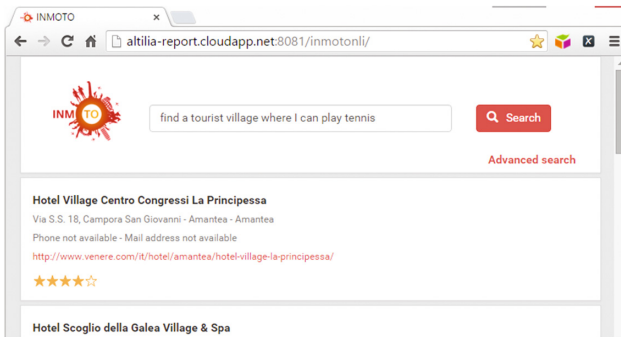 INMOTO
altilia-report.cloudapp.net:8081/inmotonli/
INMOTO
find a tourist village where I can play tennis
Search
Advanced search
Hotel Village Centro Congressi La Principessa
Via S.S. 18, Campora San Giovanni - Amantea - Amantea
Phone not available - Mail address not available
http://www.venere.com/it/hotel/amantea/hotel-village-la-principessa/
Hotel Scoglio della Galea Village & Spa